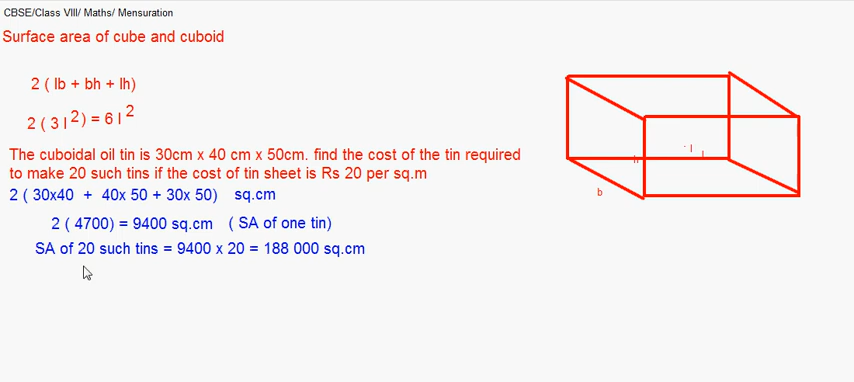 CBSE/Class VIII/ Maths/ Mensuration
Surface area of cube and cuboid
2 ( lb + bh + lh)
2 ( 3 l 2) = 6 l 2
The cuboidal oil tin is 30cm x 40 cm x 50cm. find the cost of the tin required
to make 20 such tins if the cost of tin sheet is Rs 20 per sq.m
2 ( 30x40 + 40x 50 + 30x 50) sq.cm
2 ( 4700) = 9400 sq.cm ( SA of one tin)
SA of 20 such tins = 9400 x 20 = 188 000 sq.cm
h
l
b